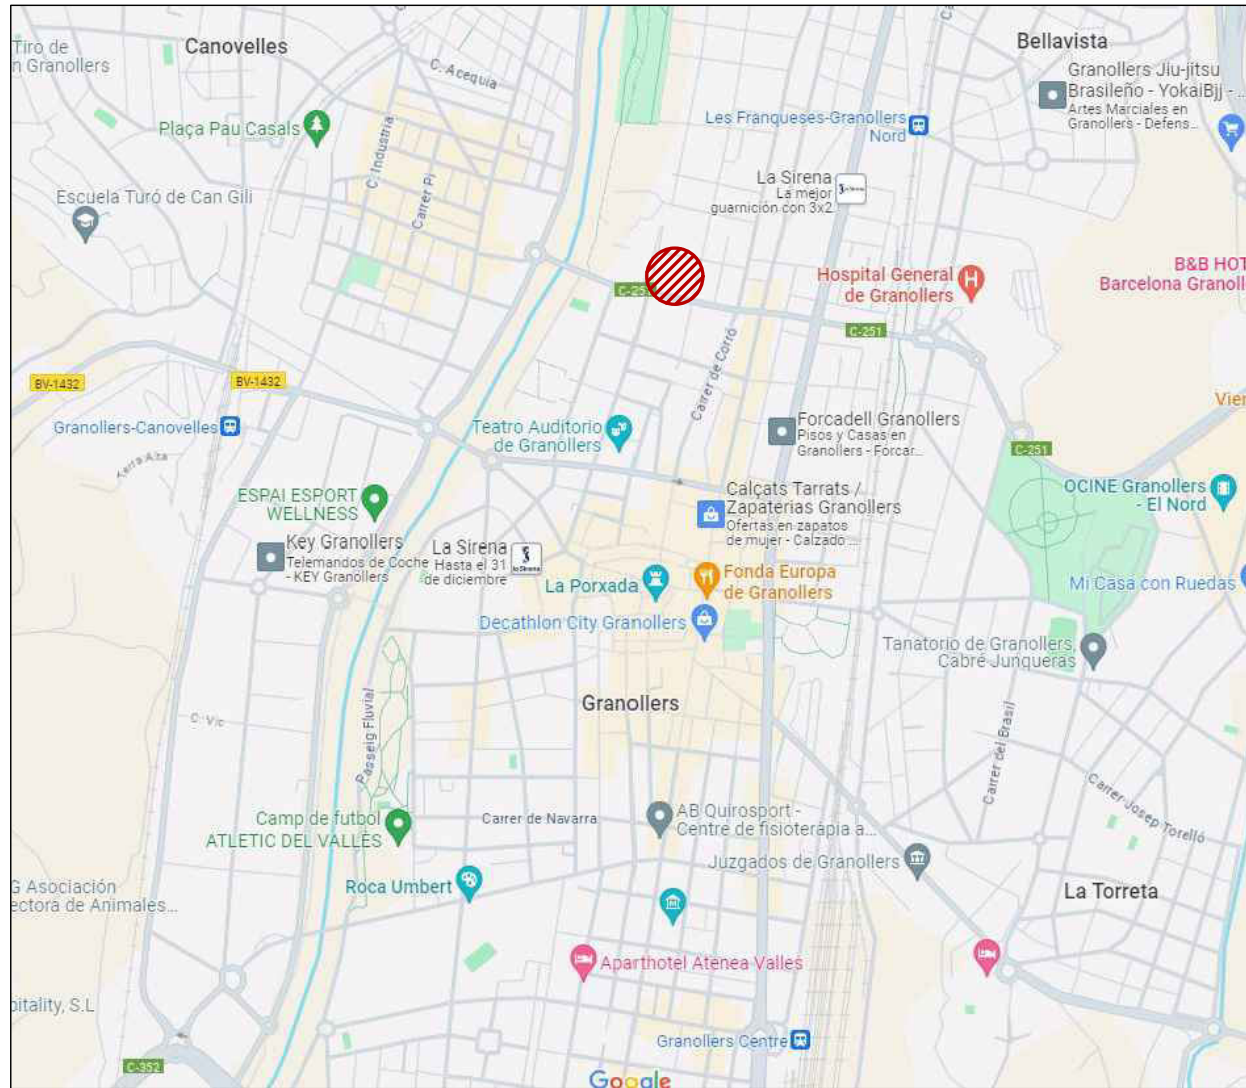 Canovelles
Bellavista
Tiro de
n Granollers
C. Acequia
Granollers Jiu-jitsu
Brasileño - YokaiBjj - ...
Artes Marciales en
Granollers - Defens...
Plaça Pau Casals
C. Industria
Carrer Pi
Les Franqueses-Granollers
Nord
La Sirena
La mejor
guarnición con 3x2
Escuela Turó de Can Gili
Hospital General
de Granollers
B&B HOT
Barcelona Granoll
C-25
C-251
BV-1432
BV-1432
Carrer de Corró
Vier
Granollers-Canovelles
Terra Alta
Teatro Auditorio
de Granollers
Forcadell Granollers
Pisos y Casas en
Granollers - Forcar...
C-251
ESPAI ESPORT
WELLNESS
Calçats Tarrats /
Zapaterias Granollers
Ofertas en zapatos
de mujer - Calzado ...
OCINE Granollers
- El Nord
Key Granollers
Telemandos de Coche
- KEY Granollers
La Sirena
Hasta el 31
de diciembre
La Porxada
Fonda Europa
de Granollers
Mi Casa con Ruedas
Decathlon City Granollers
Tanatorio de Granollers,
Cabré Junqueras
Granollers
C. Vic
Passeig Fluvial
Carrer del Brasil
Carrer Josep Torelló
Camp de futbol
ATLETIC DEL VALLES
Carrer de Navarra
AB Quirosport -
Centre de fisioteràpia a...
Juzgados de Granollers
G Asociación
ectora de Animales...
Roca Umbert
La Torreta
Aparthotel Atenea Valles
pitality, S.L
Granollers Centre
C-352
Google